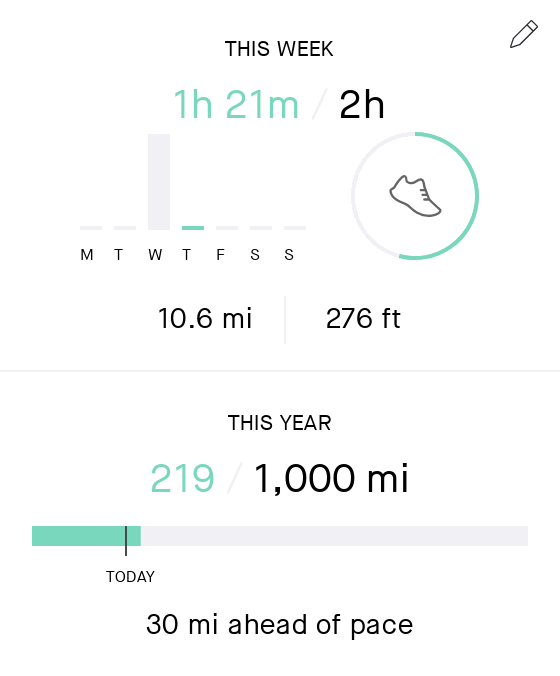 THIS WEEK
1h 21m / 2h
M T W T F S S
10.6 mi | 276 ft
THIS YEAR
219 / 1,000 mi
TODAY
30 mi ahead of pace